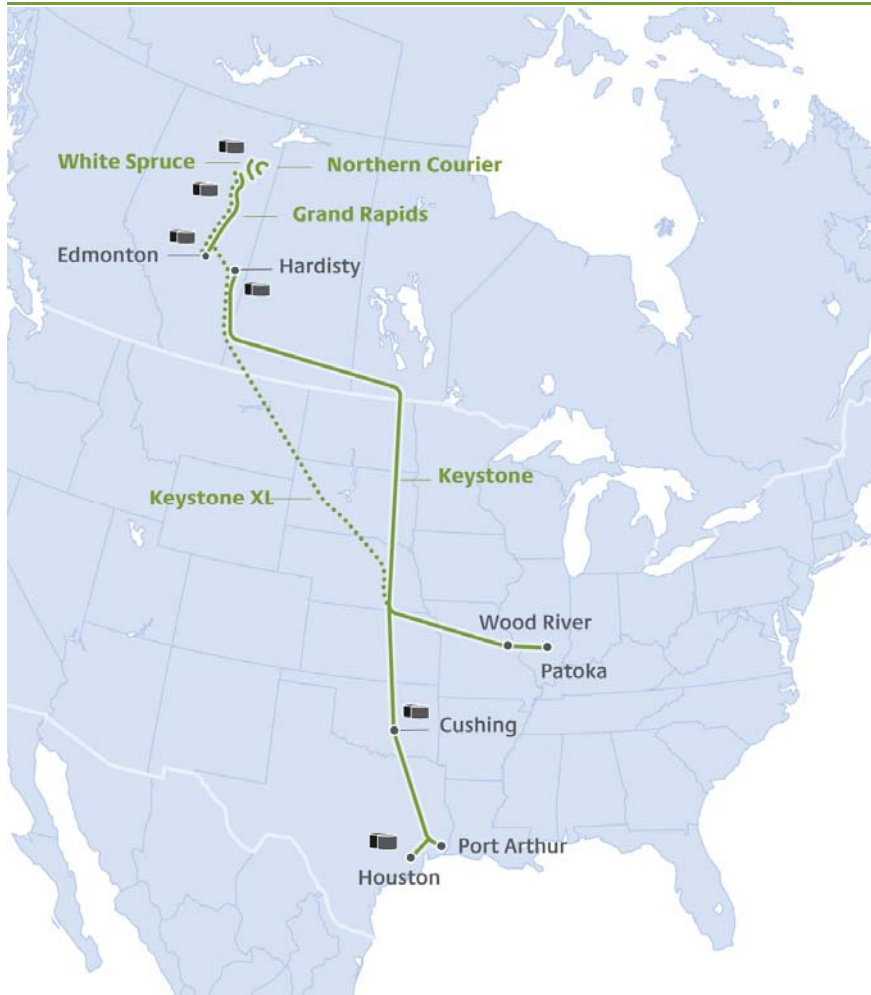 White Spruce
Northern Courier
Grand Rapids
Edmonton
Hardisty
Keystone
Keystone XL
Wood River
Patoka
Cushing
Port Arthur
Houston